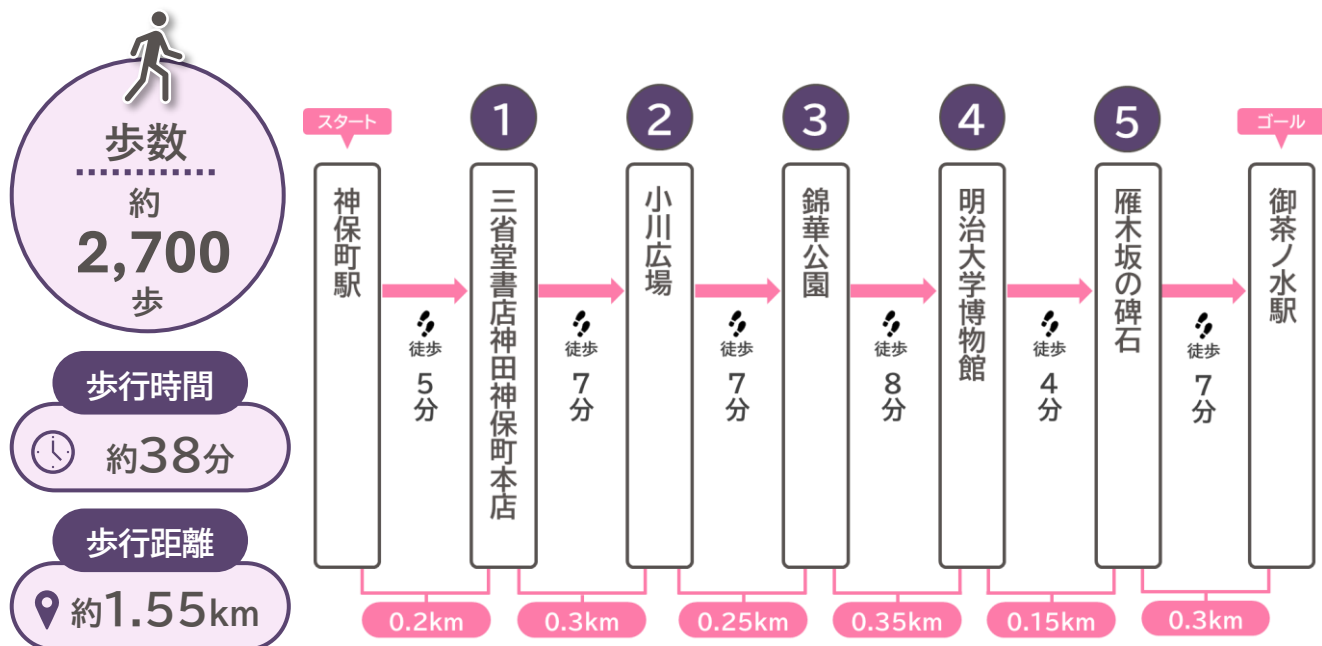 歩数
約
2,700
歩
歩行時間
約38分
歩行距離
約1.55km
スタート
神保町駅
徒歩
5
分
1
三省堂書店神田神保町本店
徒歩
7
分
2
小川広場
徒歩
7
分
3
錦華公園
徒歩
8
分
4
明治大学博物館
徒歩
4
分
5
雁木坂の碑石
徒歩
7
分
ゴール
御茶ノ水駅
0.2km
0.3km
0.25km
0.35km
0.15km
0.3km